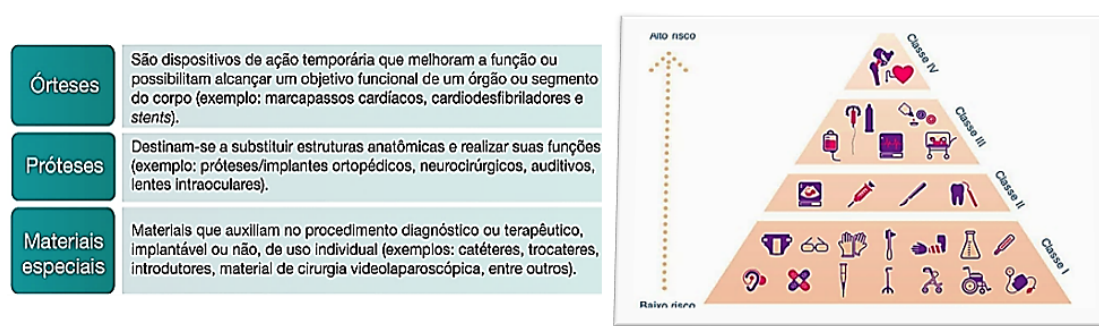 Órteses
São dispositivos de ação temporária que melhoram a função ou
possibilitam alcançar um objetivo funcional de um órgão ou segmento
do corpo (exemplo: marcapassos cardíacos, cardiodesfibriladores e
stents).
Próteses
Destinam-se a substituir estruturas anatômicas e realizar suas funções
(exemplo: próteses/implantes ortopédicos, neurocirúrgicos, auditivos,
lentes intraoculares).
Materiais
especiais
Materiais que auxiliam no procedimento diagnóstico ou terapêutico,
implantável ou não, de uso individual (exemplos: catéteres, trocateres,
introdutores, material de cirurgia videolaparoscópica, entre outros).
Alto risco
Classe IV
Classe III
Classe II
Classe I
Baixo risco